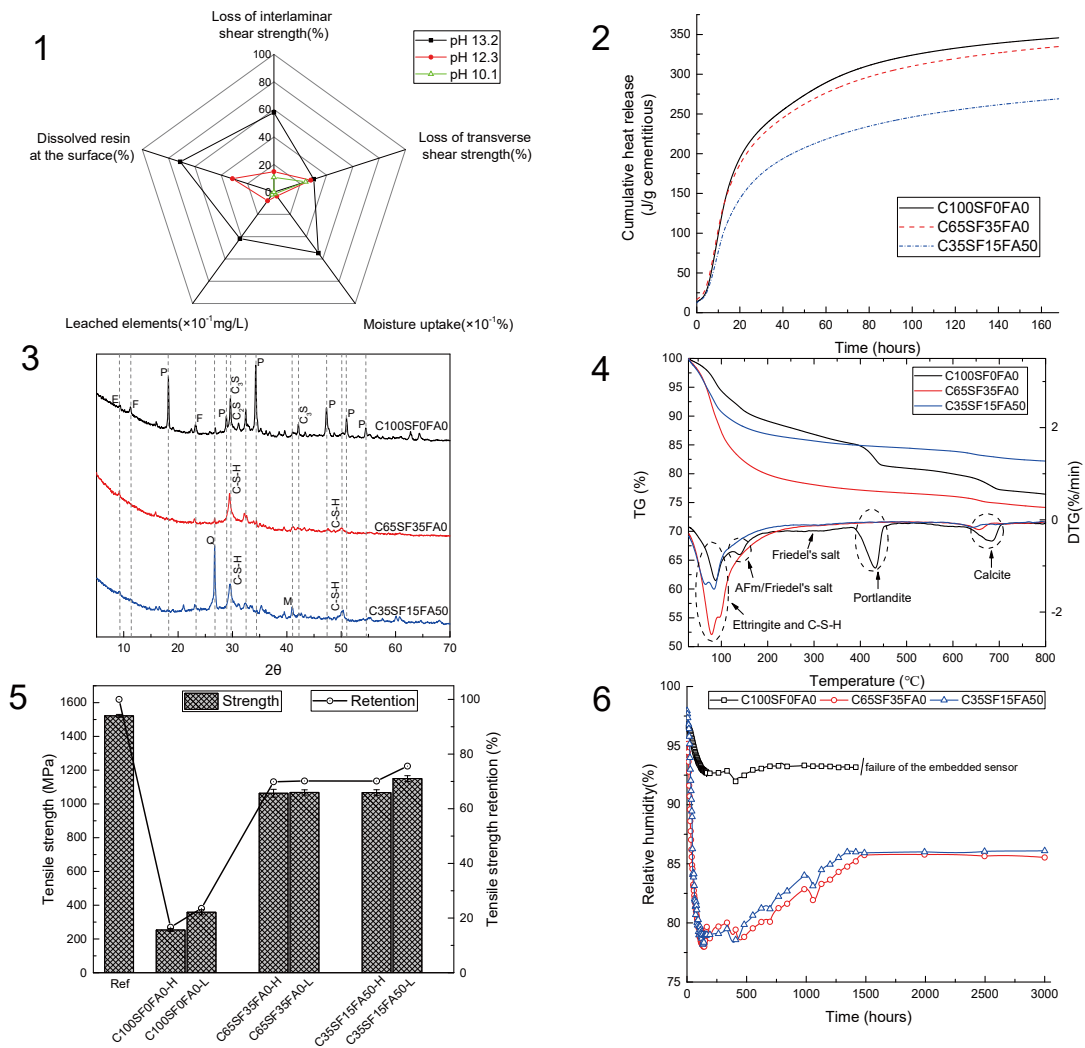 1
Loss of interlaminar
shear strength(%)
100
80
60
40
20
0
pH 13.2
pH 12.3
pH 10.1
Dissolved resin
at the surface(%)
Loss of transverse
shear strength(%)
Leached elements(×10⁻¹mg/L)
Moisture uptake(×10⁻¹%)
2
Cumulative heat release
(J/g cementitious)
350
300
250
200
150
100
50
0
C100SF0FA0
C65SF35FA0
C35SF15FA50
0 20 40 60 80 100 120 140 160
Time (hours)
3
E
F
P
F
P
C₂S
C₃S
P
C₃S
P
P
P
C100SF0FA0
C-S-H
C-S-H
C65SF35FA0
Q
C-S-H
M
C-S-H
C35SF15FA50
10 20 30 40 50 60 70
2θ
4
TG (%)
100
95
90
85
80
75
70
65
60
55
50
C100SF0FA0
C65SF35FA0
C35SF15FA50
2
1
0
-1
-2
DTG(%/min)
Friedel's salt
AFm/Friedel's salt
Portlandite
Calcite
Ettringite and C-S-H
100 200 300 400 500 600 700 800
Temperature (℃)
5
Tensile strength (MPa)
1600
1400
1200
1000
800
600
400
200
0
Strength
Retention
100
80
60
40
20
0
Tensile strength retention (%)
Ref
C100SF0FA0-H
C100SF0FA0-L
C65SF35FA0-H
C65SF35FA0-L
C35SF15FA50-H
C35SF15FA50-L
6
Relative humidity(%)
100
95
90
85
80
75
C100SF0FA0
C65SF35FA0
C35SF15FA50
failure of the embedded sensor
0 500 1000 1500 2000 2500 3000
Time (hours)